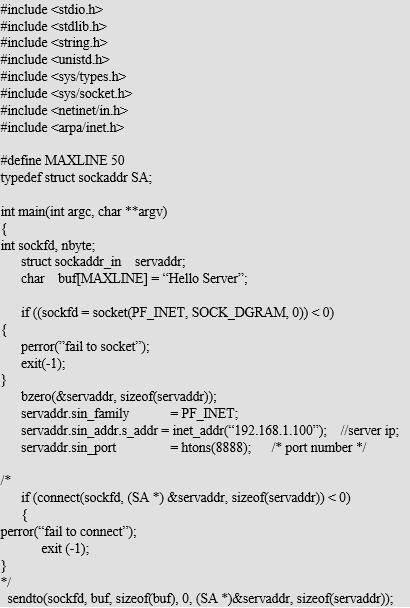 #include <stdio.h>
#include <stdlib.h>
#include <string.h>
#include <unistd.h>
#include <sys/types.h>
#include <sys/socket.h>
#include <netinet/in.h>
#include <arpa/inet.h>

#define MAXLINE 50
typedef struct sockaddr SA;

int main(int argc, char **argv)
{
int sockfd, nbyte;
struct sockaddr_in servaddr;
char buf[MAXLINE] = “Hello Server”;

if ((sockfd = socket(PF_INET, SOCK_DGRAM, 0)) < 0)
{
perror(“fail to socket”);
exit(-1);
}
bzero(&servaddr, sizeof(servaddr));
servaddr.sin_family = PF_INET;
servaddr.sin_addr.s_addr = inet_addr(“192.168.1.100”); //server ip;
servaddr.sin_port = htons(8888); /* port number */

/*
if (connect(sockfd, (SA *) &servaddr, sizeof(servaddr)) < 0)
{
perror(“fail to connect”);
exit (-1);
}
*/
sendto(sockfd, buf, sizeof(buf), 0, (SA *)&servaddr, sizeof(servaddr));